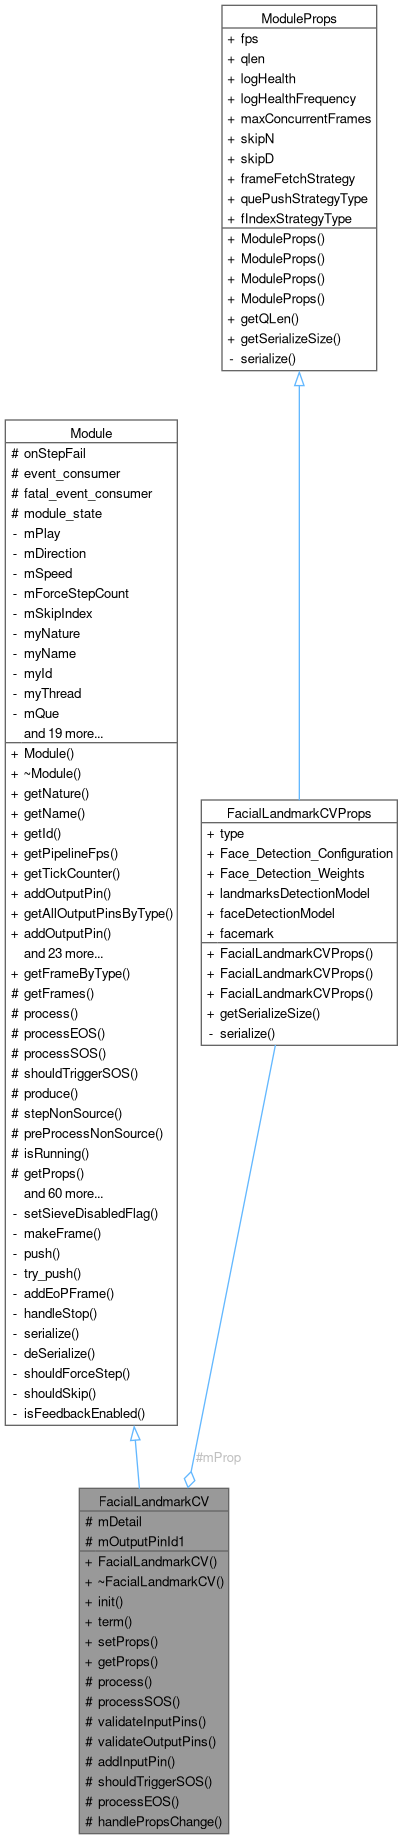 ModuleProps
+ fps
+ qlen
+ logHealth
+ logHealthFrequency
+ maxConcurrentFrames
+ skipN
+ skipD
+ frameFetchStrategy
+ quePushStrategyType
+ fIndexStrategyType
+ ModuleProps()
+ ModuleProps()
+ ModuleProps()
+ ModuleProps()
+ getQLen()
+ getSerializeSize()
- serialize()
Module
# onStepFail
# event_consumer
# fatal_event_consumer
# module_state
- mPlay
- mDirection
- mSpeed
- mForceStepCount
- mSkipIndex
- myNature
- myName
- myId
- myThread
- mQue
and 19 more...
+ Module()
+ ~Module()
+ getNature()
+ getName()
+ getId()
+ getPipelineFps()
+ getTickCounter()
+ addOutputPin()
+ getAllOutputPinsByType()
+ addOutputPin()
and 23 more...
+ getFrameByType()
# getFrames()
# process()
# processEOS()
# processSOS()
# shouldTriggerSOS()
# produce()
# stepNonSource()
# preProcessNonSource()
# isRunning()
# getProps()
and 60 more...
- setSieveDisabledFlag()
- makeFrame()
- push()
- try_push()
- addEoPFrame()
- handleStop()
- serialize()
- deSerialize()
- shouldForceStep()
- shouldSkip()
- isFeedbackEnabled()
FacialLandmarkCVProps
+ type
+ Face_Detection_Configuration
+ Face_Detection_Weights
+ landmarksDetectionModel
+ faceDetectionModel
+ facemark
+ FacialLandmarkCVProps()
+ FacialLandmarkCVProps()
+ FacialLandmarkCVProps()
+ getSerializeSize()
- serialize()
#mProp
FacialLandmarkCV
# mDetail
# mOutputPinId1
+ FacialLandmarkCV()
+ ~FacialLandmarkCV()
+ init()
+ term()
+ setProps()
+ getProps()
# process()
# processSOS()
# validateInputPins()
# validateOutputPins()
# addInputPin()
# shouldTriggerSOS()
# processEOS()
# handlePropsChange()